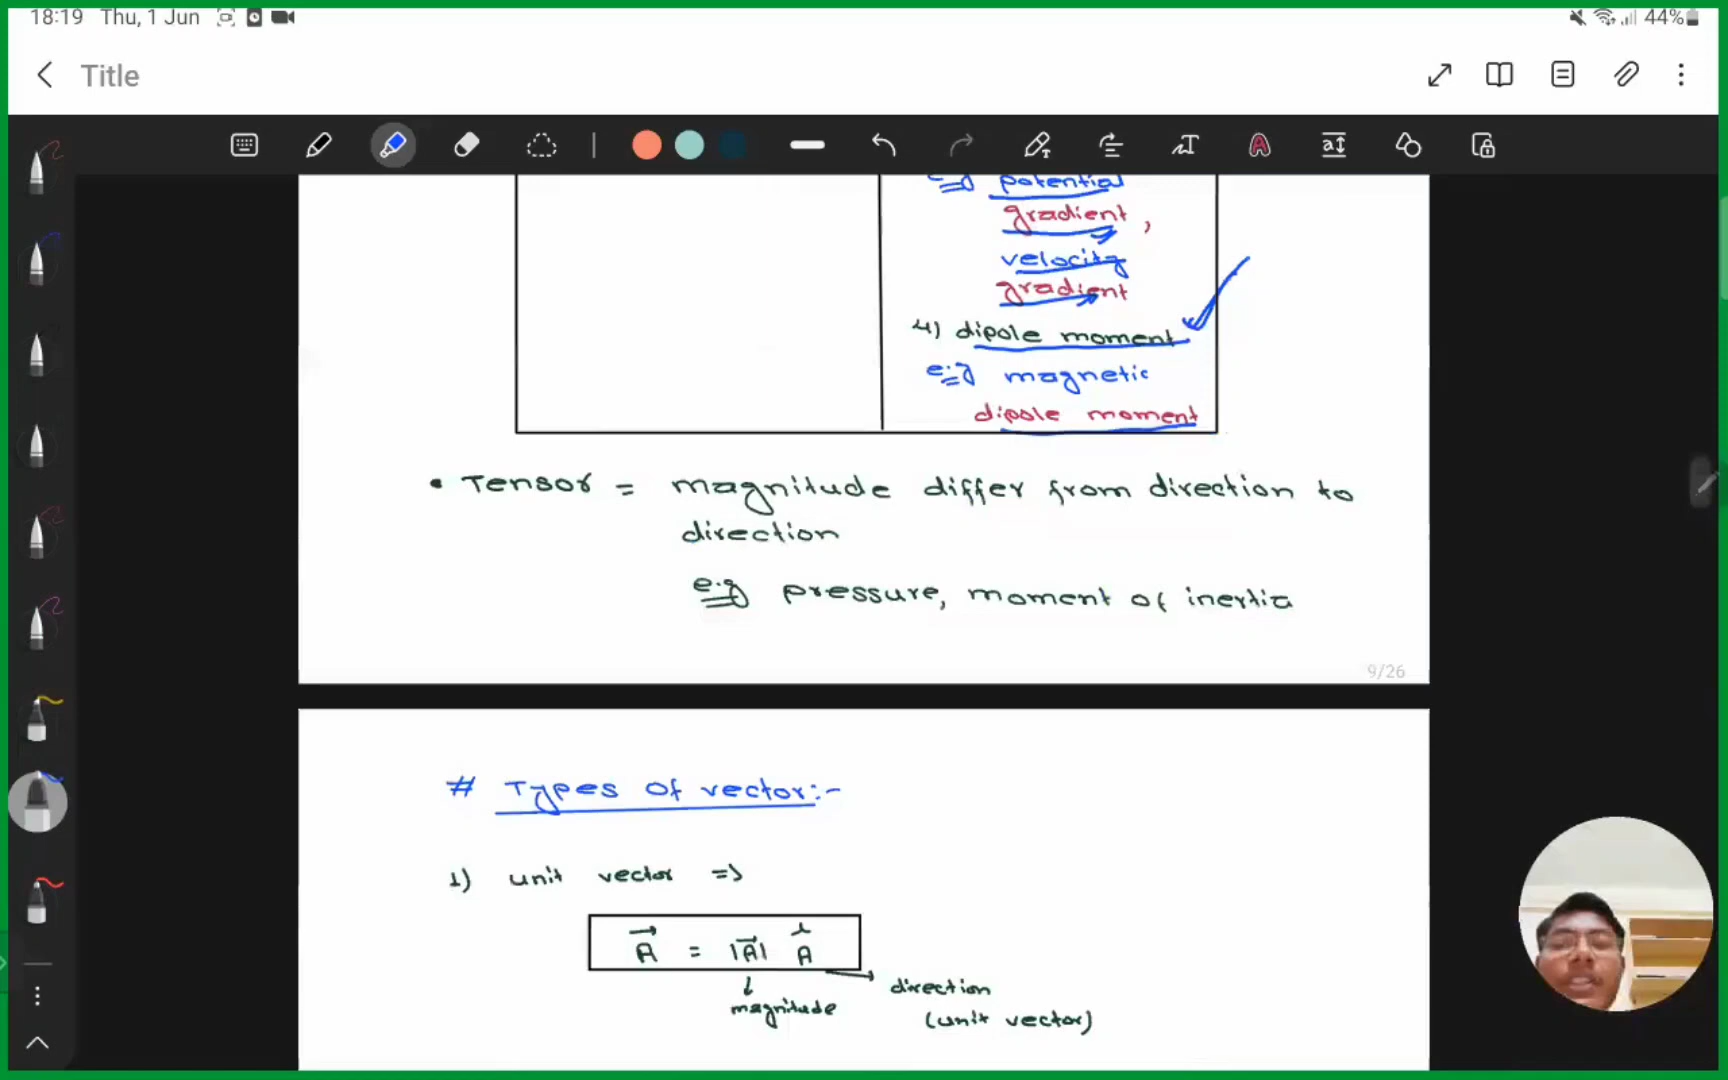 18:19 Thu, 1 Jun
44%
Title
e.g potential
gradient,
velocity
gradient
4) dipole moment
e.g magnetic
dipole moment
• Tensor = magnitude differ from direction to
direction
e.g pressure, moment of inertia
9/26
# Types of vector:-
1) unit vector =>
A⃗ = |A⃗| Â
direction
magnitude
(unit vector)